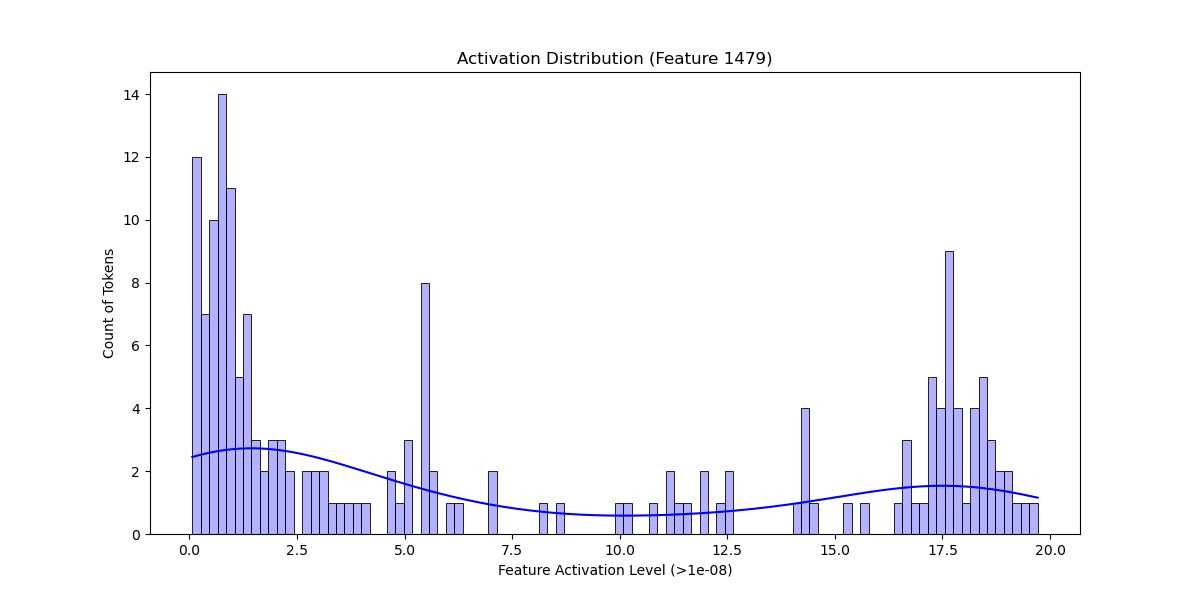 Activation Distribution (Feature 1479)
14
12
10
8
6
4
2
0
Count of Tokens
0.0 2.5 5.0 7.5 10.0 12.5 15.0 17.5 20.0
Feature Activation Level (>1e-08)